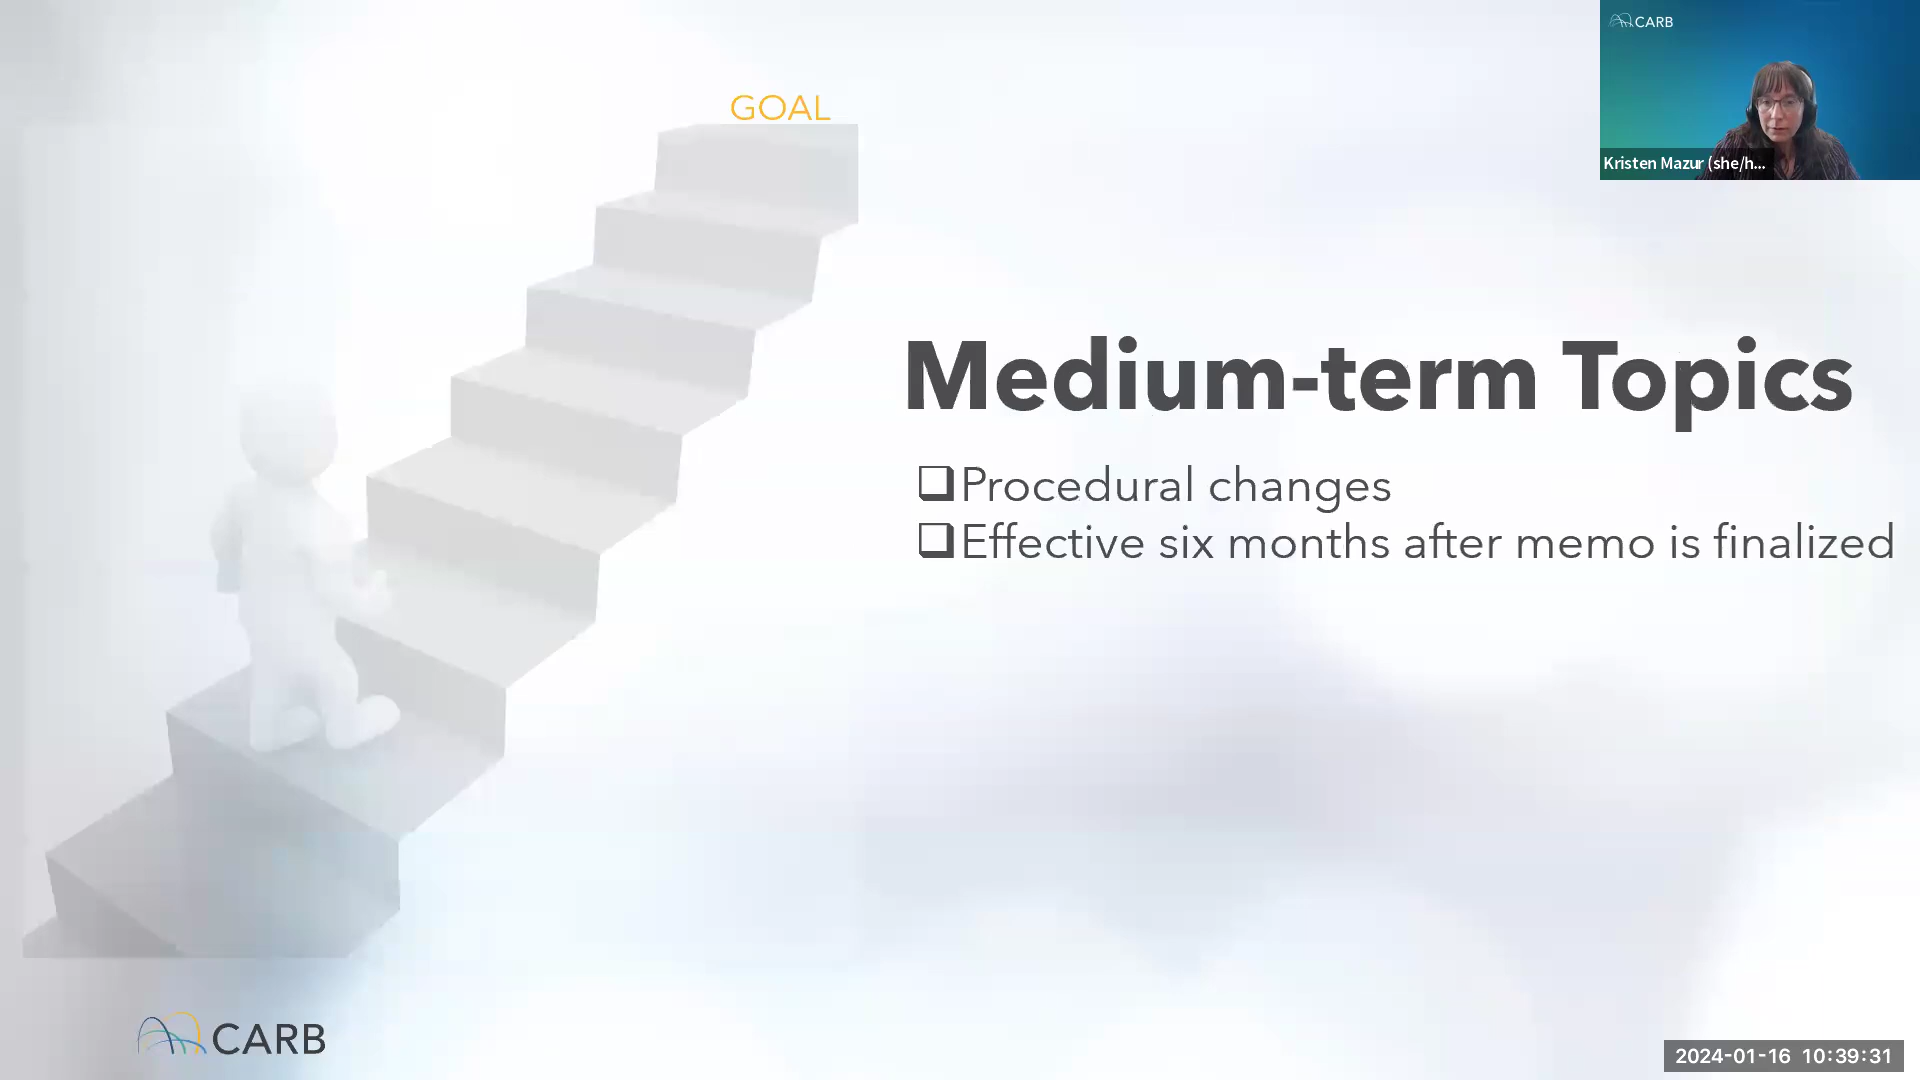 CARB
Kristen Mazur (she/h...
GOAL
Medium-term Topics
Procedural changes
Effective six months after memo is finalized
CARB
2024-01-16 10:39:31